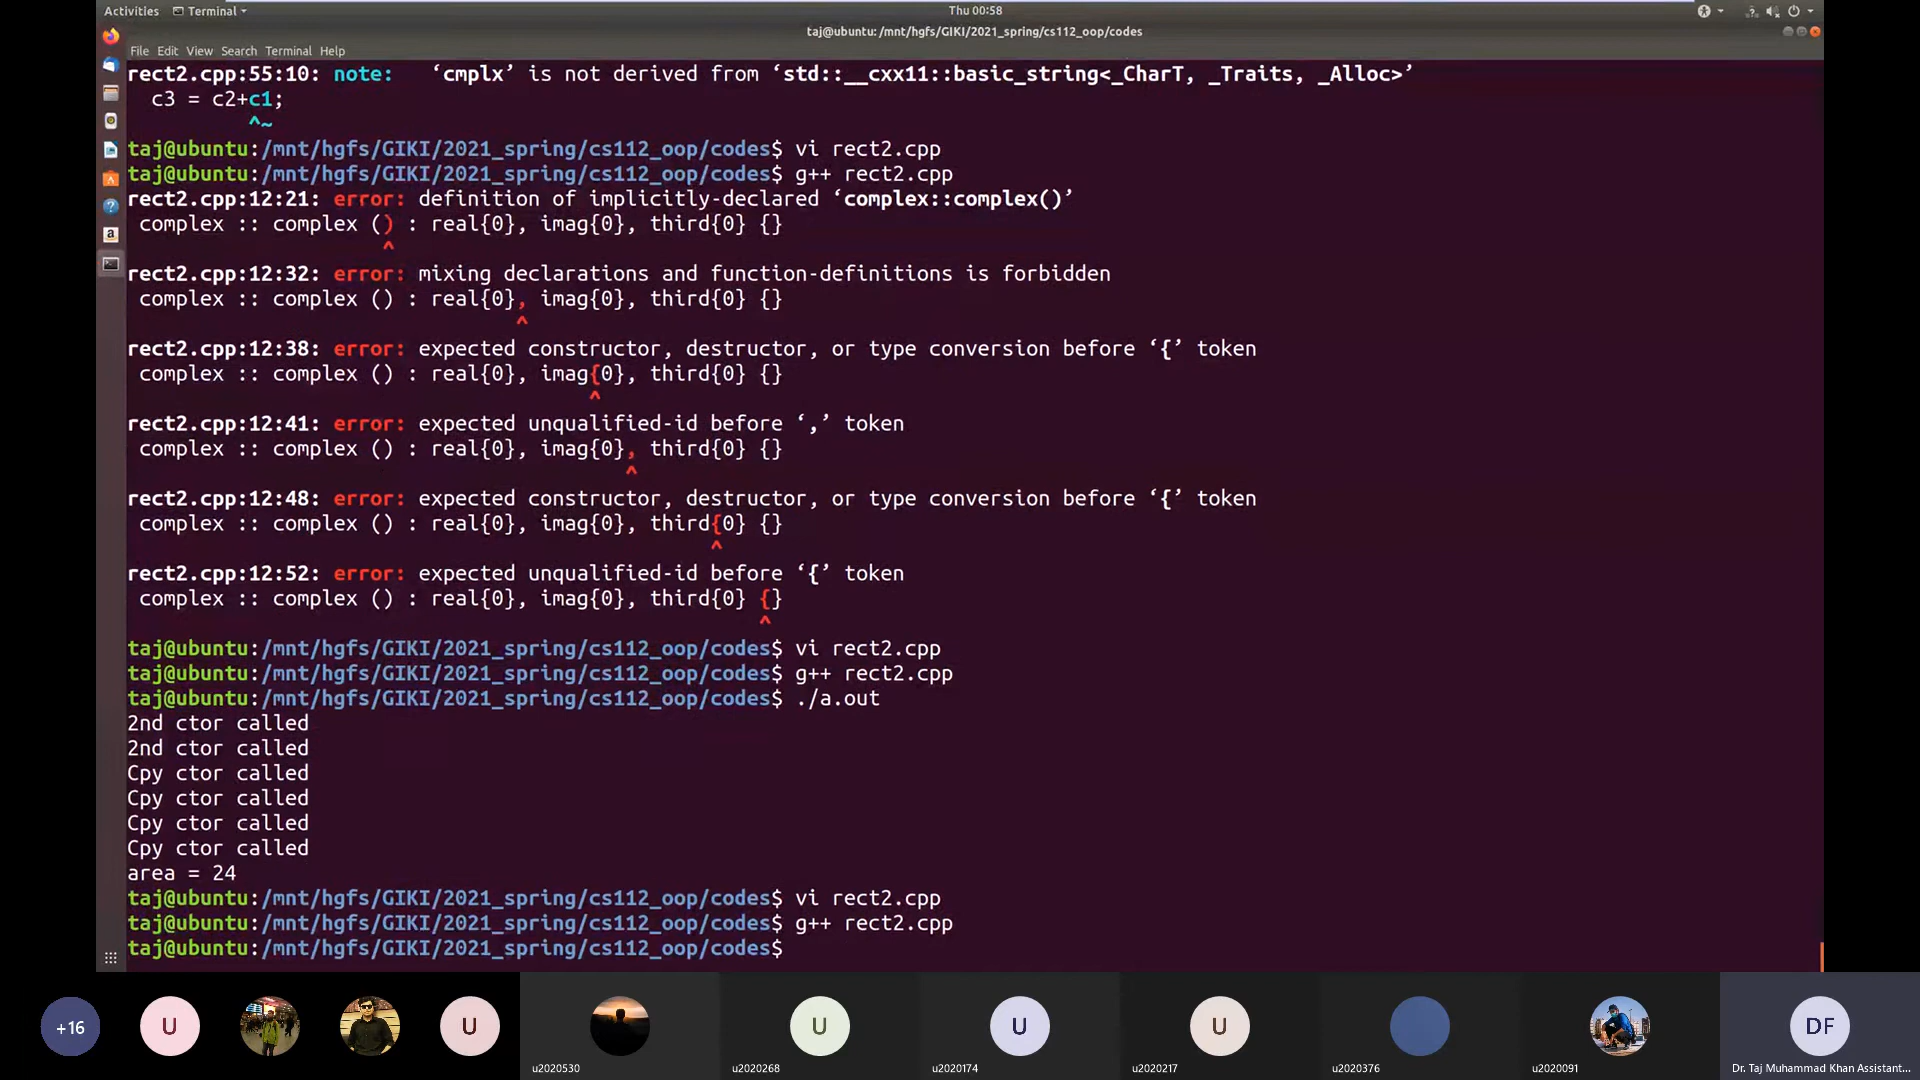 Activities Terminal Thu 00:58
taj@ubuntu: /mnt/hgfs/GIKI/2021_spring/cs112_oop/codes
File Edit View Search Terminal Help
rect2.cpp:55:10: note:   ‘cmplx’ is not derived from ‘std::__cxx11::basic_string<_CharT, _Traits, _Alloc>’
  c3 = c2+c1;
          ^~
taj@ubuntu:/mnt/hgfs/GIKI/2021_spring/cs112_oop/codes$ vi rect2.cpp
taj@ubuntu:/mnt/hgfs/GIKI/2021_spring/cs112_oop/codes$ g++ rect2.cpp
rect2.cpp:12:21: error: definition of implicitly-declared ‘complex::complex()’
 complex :: complex () : real{0}, imag{0}, third{0} {}
                     ^
rect2.cpp:12:32: error: mixing declarations and function-definitions is forbidden
 complex :: complex () : real{0}, imag{0}, third{0} {}
                                ^
rect2.cpp:12:38: error: expected constructor, destructor, or type conversion before ‘{’ token
 complex :: complex () : real{0}, imag{0}, third{0} {}
                                      ^
rect2.cpp:12:41: error: expected unqualified-id before ‘,’ token
 complex :: complex () : real{0}, imag{0}, third{0} {}
                                         ^
rect2.cpp:12:48: error: expected constructor, destructor, or type conversion before ‘{’ token
 complex :: complex () : real{0}, imag{0}, third{0} {}
                                                ^
rect2.cpp:12:52: error: expected unqualified-id before ‘{’ token
 complex :: complex () : real{0}, imag{0}, third{0} {}
                                                    ^
taj@ubuntu:/mnt/hgfs/GIKI/2021_spring/cs112_oop/codes$ vi rect2.cpp
taj@ubuntu:/mnt/hgfs/GIKI/2021_spring/cs112_oop/codes$ g++ rect2.cpp
taj@ubuntu:/mnt/hgfs/GIKI/2021_spring/cs112_oop/codes$ ./a.out
2nd ctor called
2nd ctor called
Cpy ctor called
Cpy ctor called
Cpy ctor called
Cpy ctor called
area = 24
taj@ubuntu:/mnt/hgfs/GIKI/2021_spring/cs112_oop/codes$ vi rect2.cpp
taj@ubuntu:/mnt/hgfs/GIKI/2021_spring/cs112_oop/codes$ g++ rect2.cpp
taj@ubuntu:/mnt/hgfs/GIKI/2021_spring/cs112_oop/codes$
+16 U U U U U DF
u2020530 u2020268 u2020174 u2020217 u2020376 u2020091 Dr. Taj Muhammad Khan Assistant...